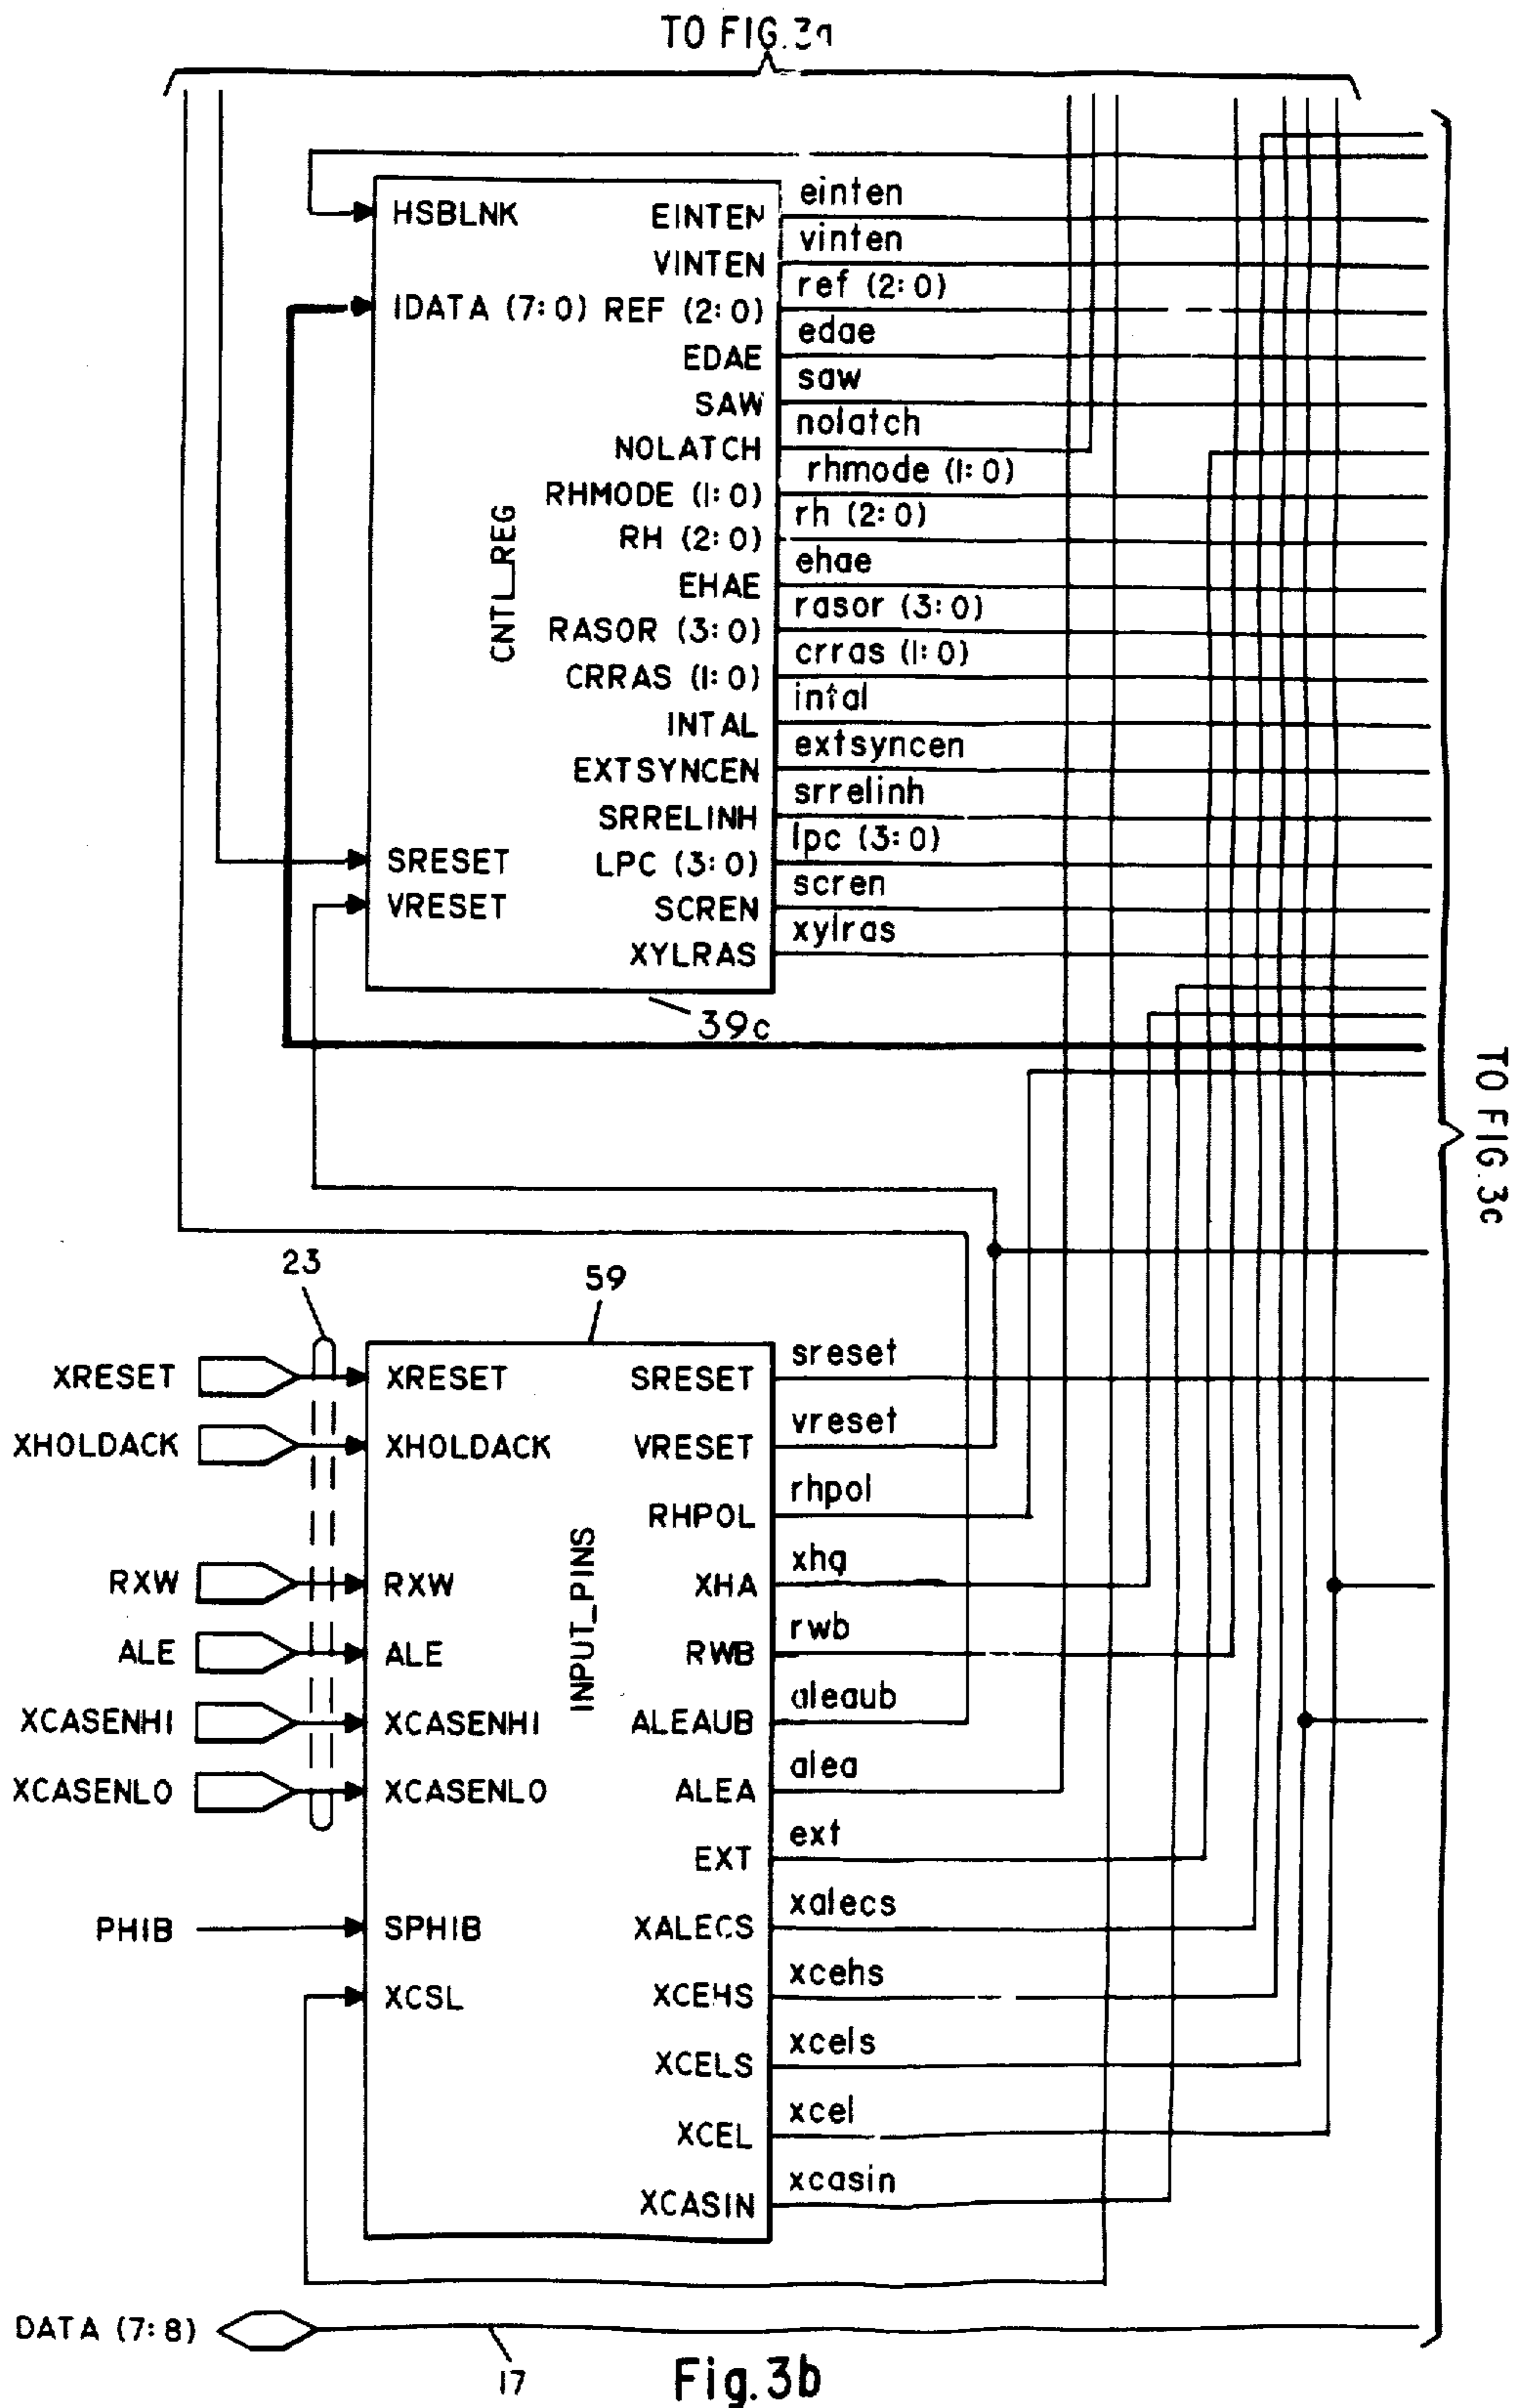 TO FIG. 3a
HSBLNK EINTEN einten
VINTEN vinten
IDATA (7:0) REF (2:0) ref (2:0)
EDAE edae
SAW saw
NOLATCH nolatch
RHMODE (1:0) rhmode (1:0)
RH (2:0) rh (2:0)
EHAE ehae
RASOR (3:0) rasor (3:0)
CRRAS (1:0) crras (1:0)
INTAL intal
EXTSYNCEN extsyncen
SRRELINH srrelinh
SRESET LPC (3:0) lpc (3:0)
VRESET SCREN scren
XYLRAS xylras
CNTL_REG
39c
TO FIG. 3c
23
59
XRESET XRESET SRESET sreset
XHOLDACK XHOLDACK VRESET vreset
RHPOL rhpol
RXW RXW XHA xha
ALE ALE RWB rwb
XCASENHI XCASENHI ALEAUB aleaub
XCASENLO XCASENLO ALEA alea
EXT ext
PHIB SPHIB XALECS xalecs
XCSL XCEHS xcehs
XCELS xcels
XCEL xcel
XCASIN xcasin
INPUT_PINS
DATA (7:8)
17
Fig. 3b